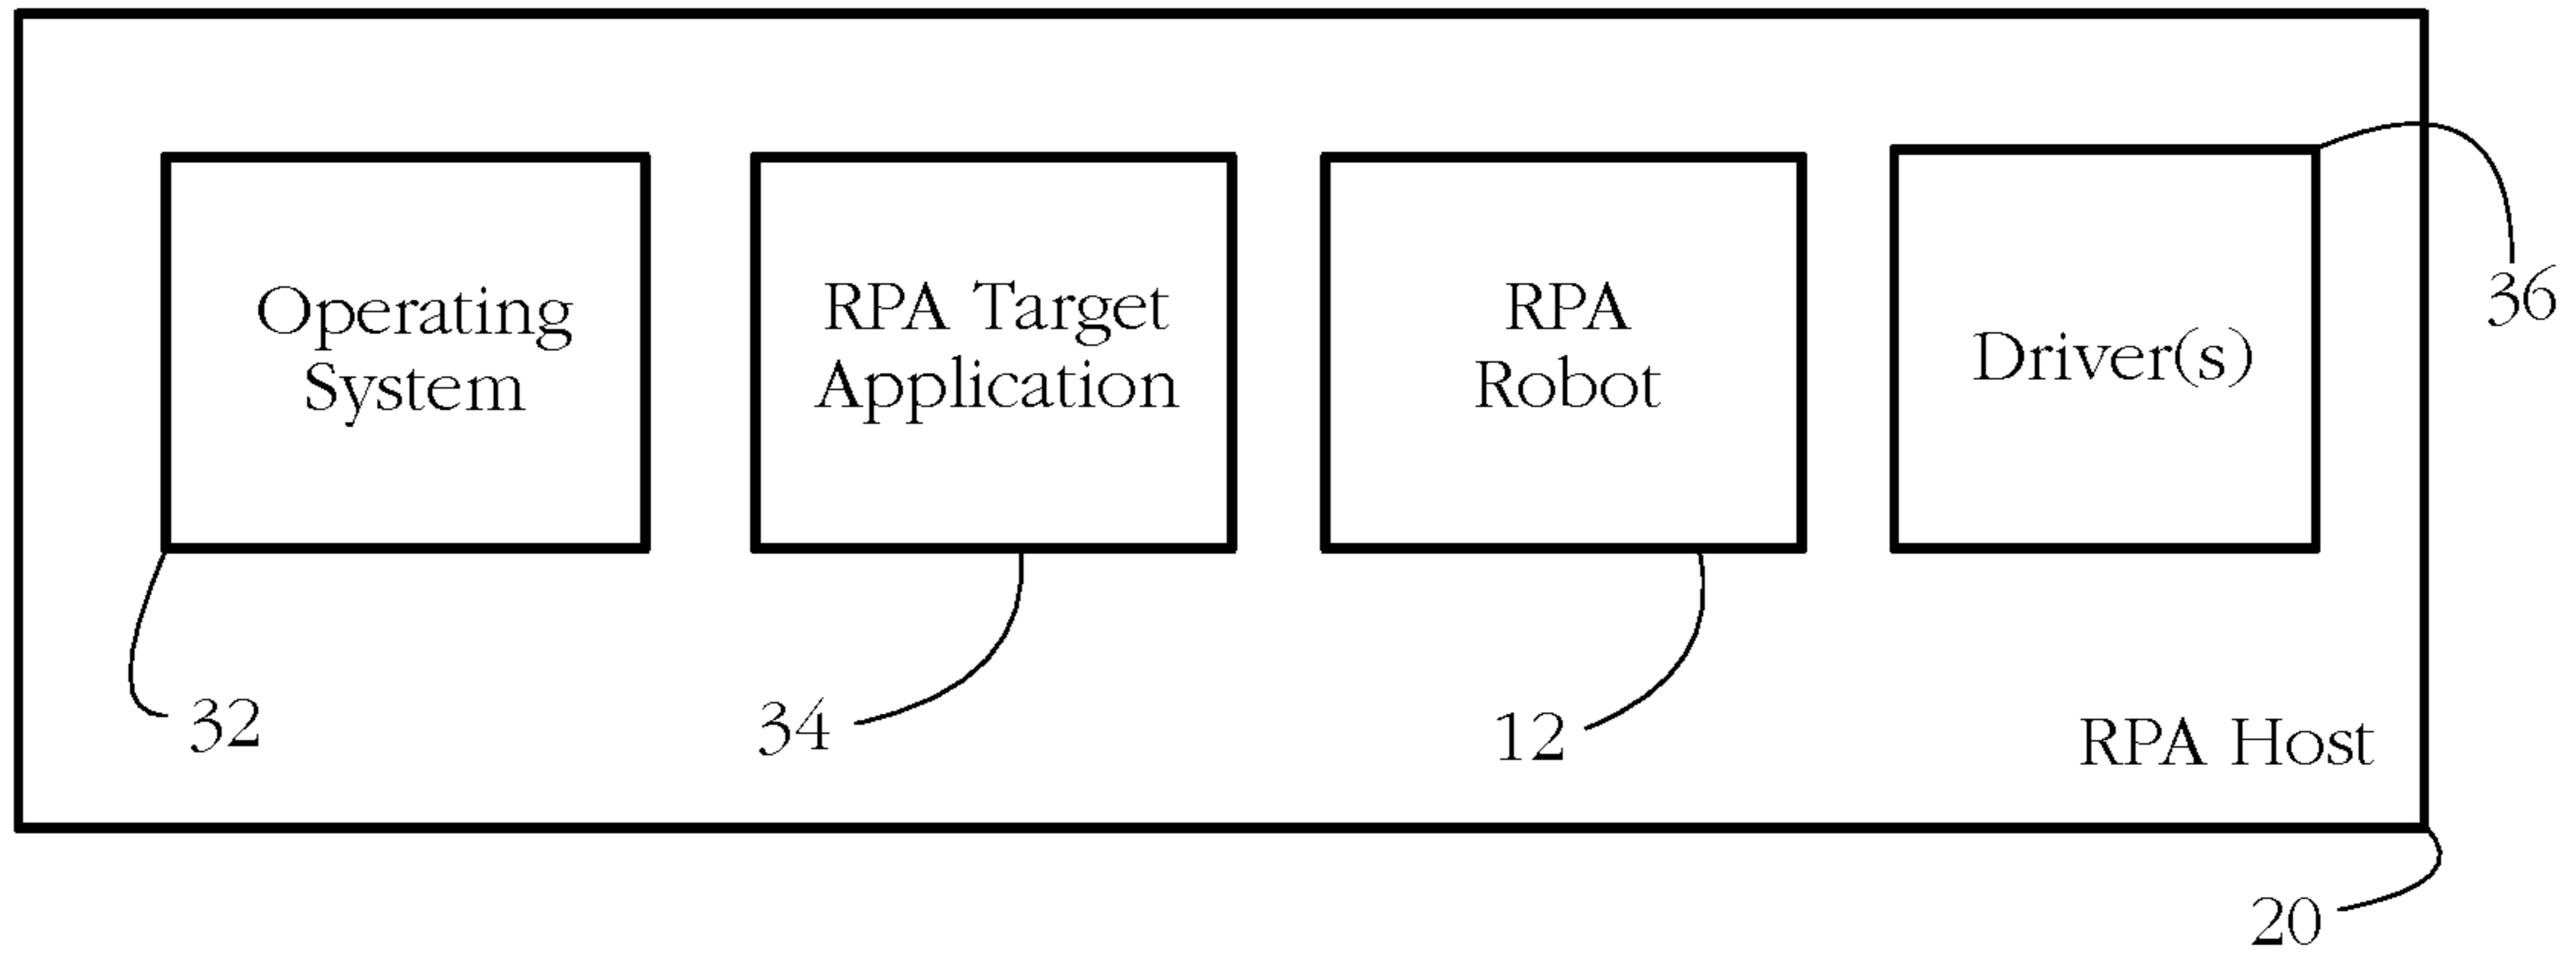 Operating
System
RPA Target
Application
RPA
Robot
Driver(s)
36
32
34
12
RPA Host
20